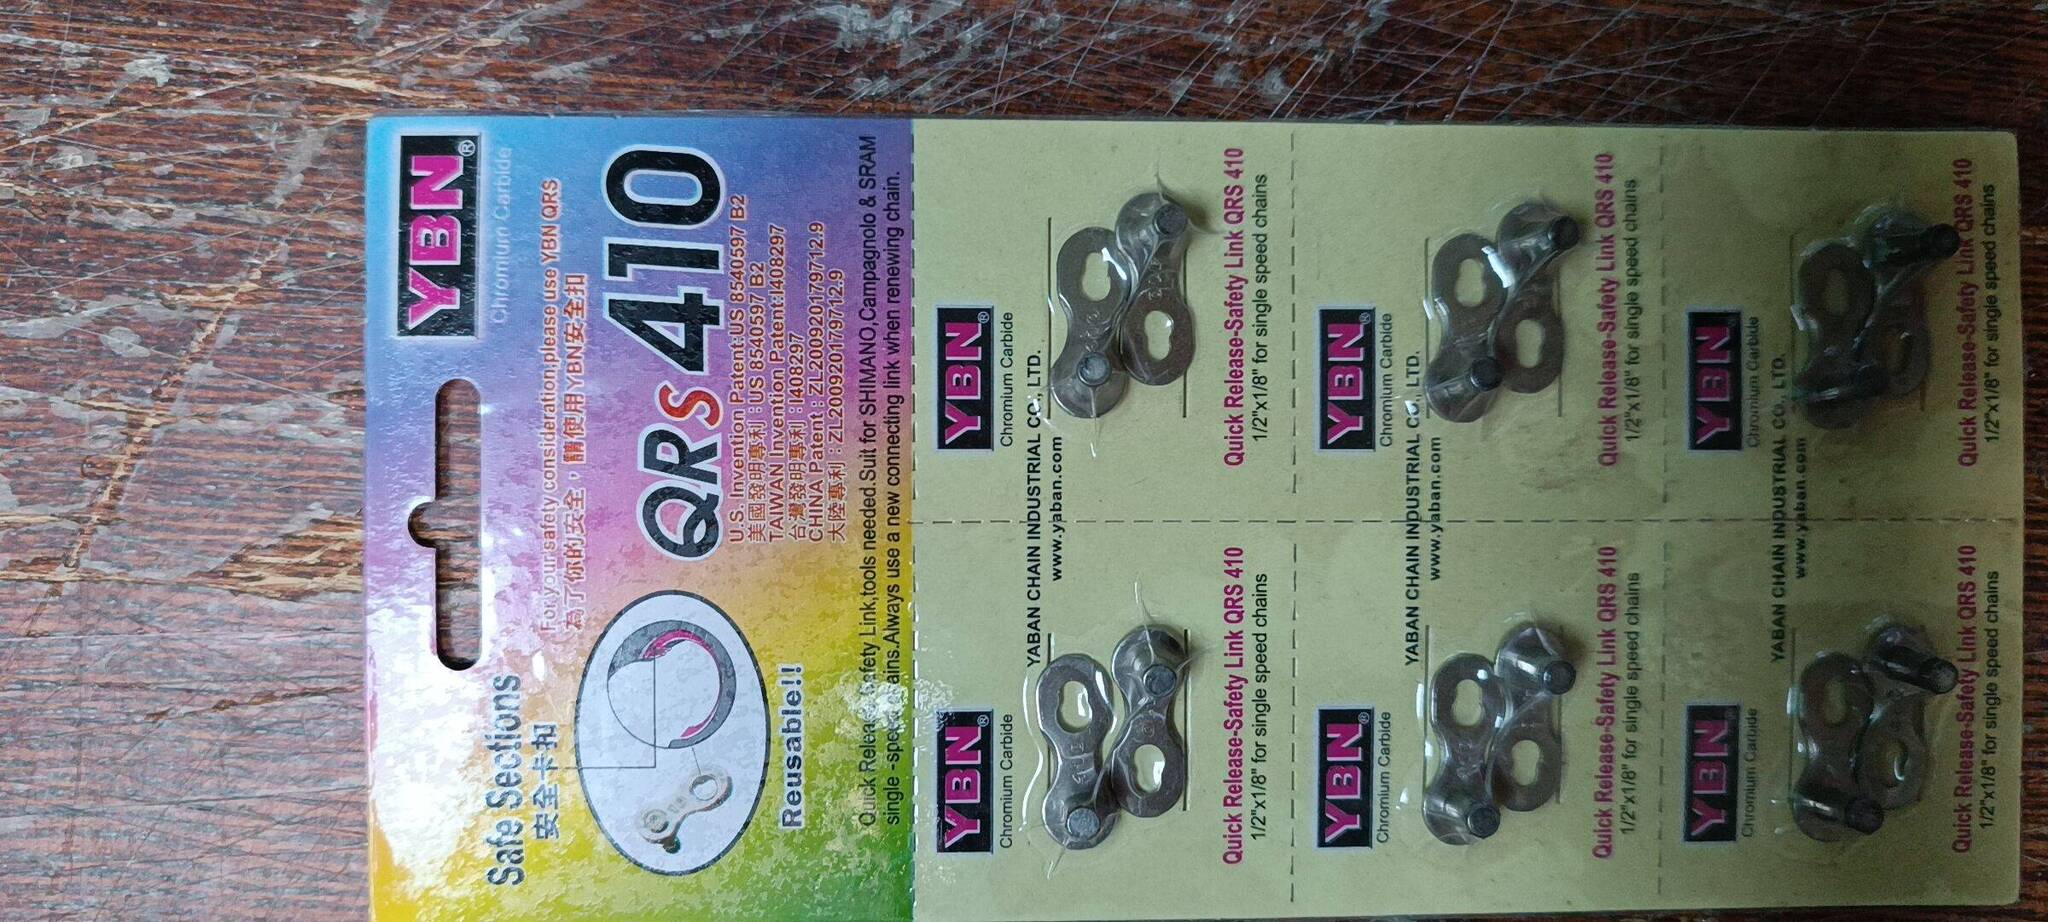 YBN®
Chromium Carbide
Safe Sections
安全卡扣
For your safety consideration,please use YBN QRS
為了你的安全，請使用YBN安全扣
QRS 410
U.S. Invention Patent:US 8540597 B2
美國發明專利：US 8540597 B2
TAIWAN Invention Patent:I408297
台灣發明專利：I408297
CHINA Patent：ZL200920179712.9
大陸專利：ZL200920179712.9
Reusable!!
Quick Release-Safety Link,tools needed.Suit for SHIMANO,Campagnolo & SRAM
single -speed chains.Always use a new connecting link when renewing chain.
YBN®
Chromium Carbide
YBN®
Chromium Carbide
YABAN CHAIN INDUSTRIAL CO., LTD.
www.yaban.com
Quick Release-Safety Link QRS 410
1/2"x1/8" for single speed chains
Quick Release-Safety Link QRS 410
1/2"x1/8" for single speed chains
YBN®
Chromium Carbide
YBN®
Chromium Carbide
YABAN CHAIN INDUSTRIAL CO., LTD.
www.yaban.com
Quick Release-Safety Link QRS 410
1/2"x1/8" for single speed chains
Quick Release-Safety Link QRS 410
1/2"x1/8" for single speed chains
YBN®
Chromium Carbide
YBN®
Chromium Carbide
YABAN CHAIN INDUSTRIAL CO., LTD.
www.yaban.com
Quick Release-Safety Link QRS 410
1/2"x1/8" for single speed chains
Quick Release-Safety Link QRS 410
1/2"x1/8" for single speed chains